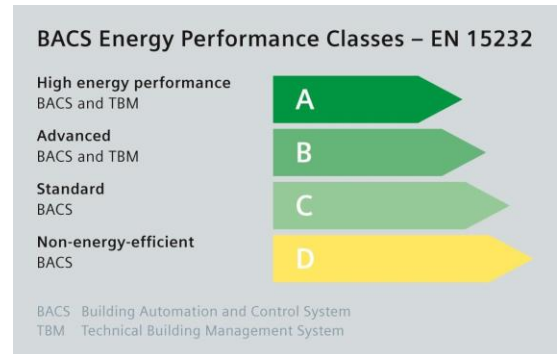 BACS Energy Performance Classes – EN 15232
High energy performance
BACS and TBM
A
Advanced
BACS and TBM
B
Standard
BACS
C
Non-energy-efficient
BACS
D
BACS Building Automation and Control System
TBM Technical Building Management System